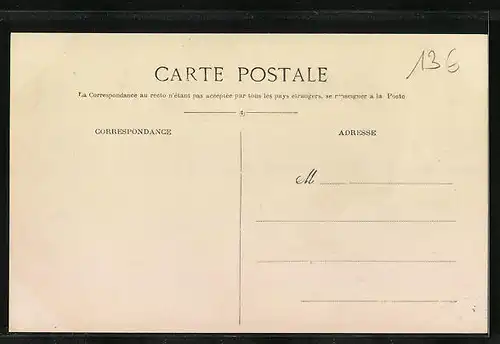 136
CARTE POSTALE
La Correspondance au recto n'étant pas acceptée par tous les pays étrangers, se renseigner à la Poste
CORRESPONDANCE
ADRESSE
M